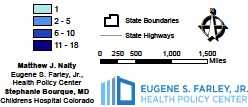 1
2 - 5
6 - 10
11 - 18
State Boundaries
State Highways
0 250 500 1,000 1,500
Miles
Matthew J. Nalty
Eugene S. Farley, Jr.,
Health Policy Center
Stephanie Bourque, MD
Childrens Hospital Colorado
EUGENE S. FARLEY, JR.
HEALTH POLICY CENTER